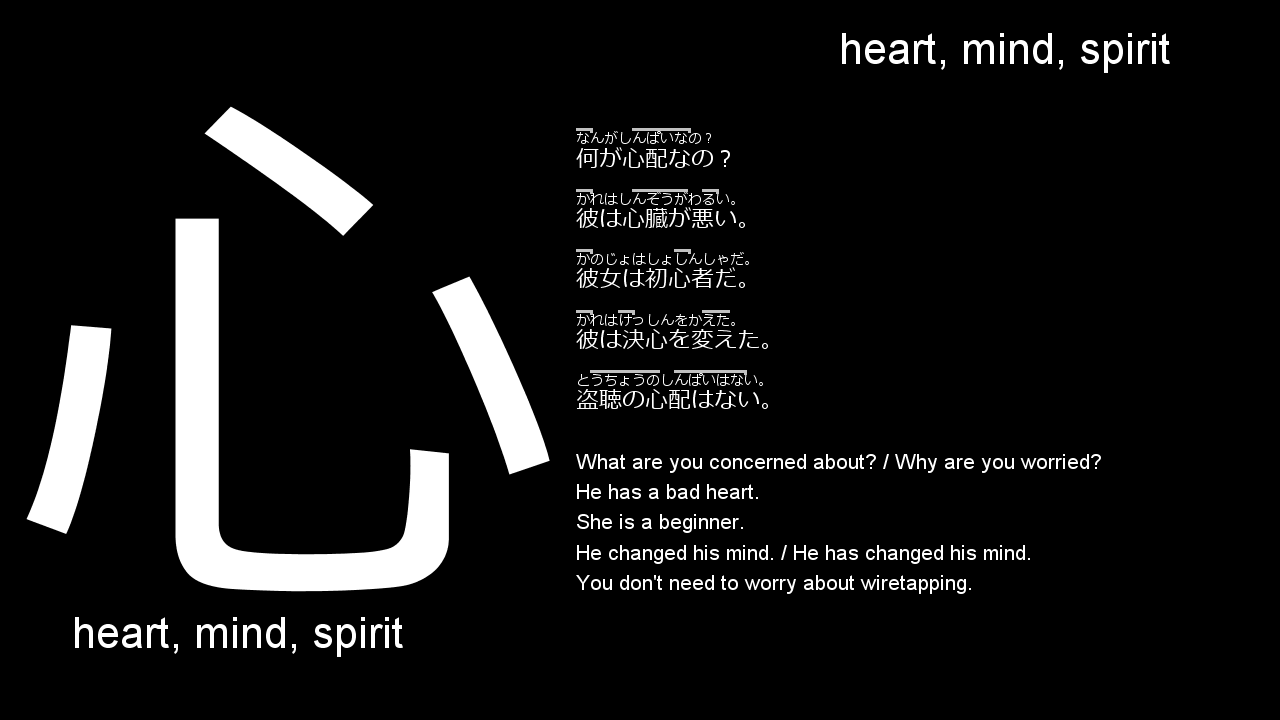 heart, mind, spirit
心
なんがしんぱいなの？
何が心配なの？
かれはしんぞうがわるい。
彼は心臓が悪い。
かのじょはしょしんしゃだ。
彼女は初心者だ。
かれはけっしんをかえた。
彼は決心を変えた。
とうちょうのしんぱいはない。
盗聴の心配はない。
What are you concerned about? / Why are you worried?
He has a bad heart.
She is a beginner.
He changed his mind. / He has changed his mind.
You don't need to worry about wiretapping.
heart, mind, spirit